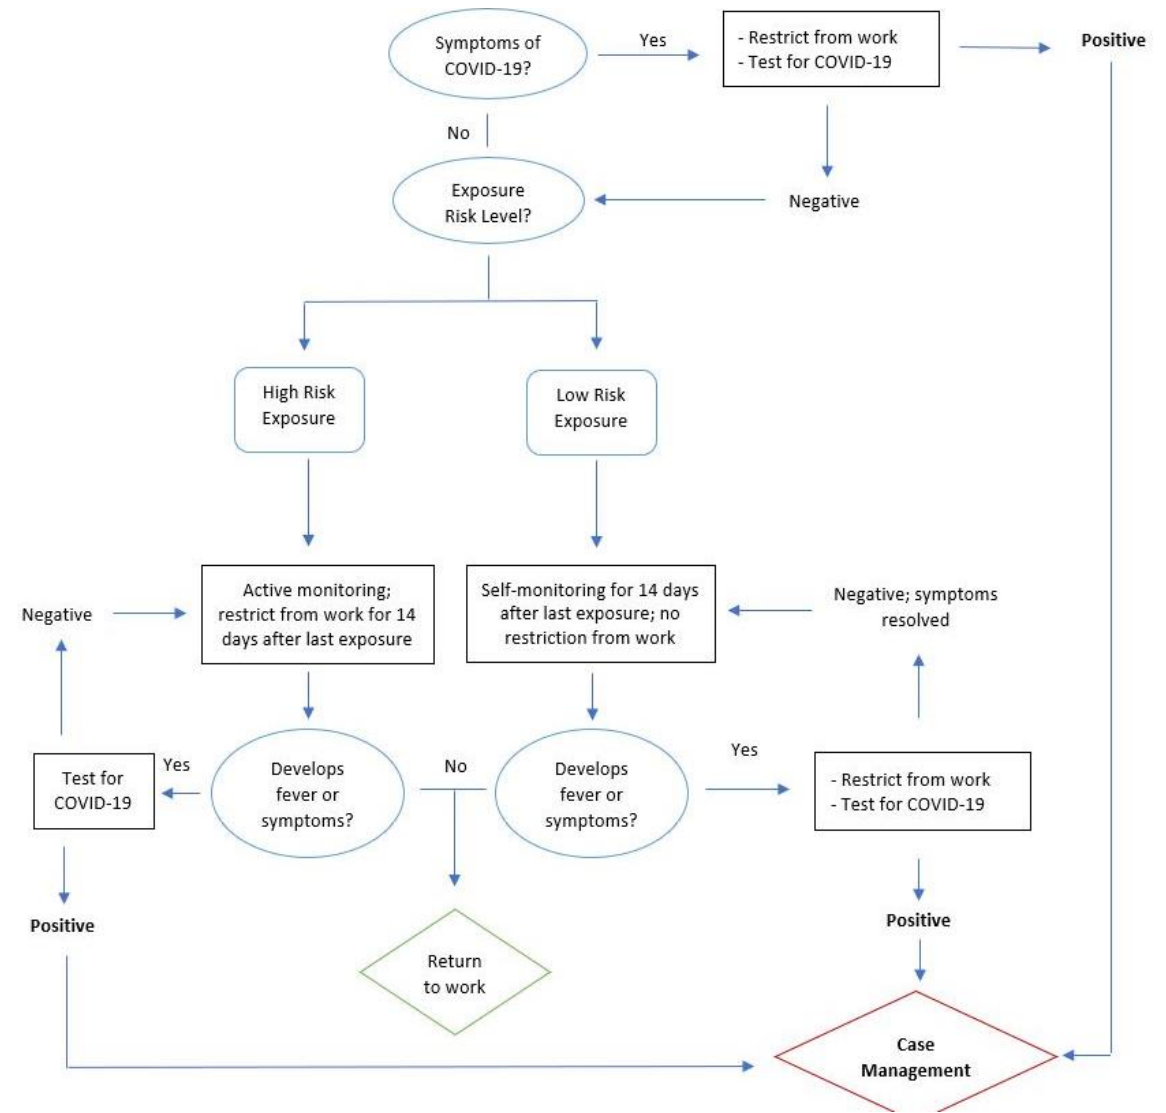 Symptoms of
COVID-19?
Yes
- Restrict from work
- Test for COVID-19
Positive
No
Exposure
Risk Level?
Negative
High Risk
Exposure
Low Risk
Exposure
Negative
Active monitoring;
restrict from work for 14
days after last exposure
Self-monitoring for 14 days
after last exposure; no
restriction from work
Negative; symptoms
resolved
Test for
COVID-19
Yes
Develops
fever or
symptoms?
No
Develops
fever or
symptoms?
Yes
- Restrict from work
- Test for COVID-19
Positive
Return
to work
Positive
Case
Management